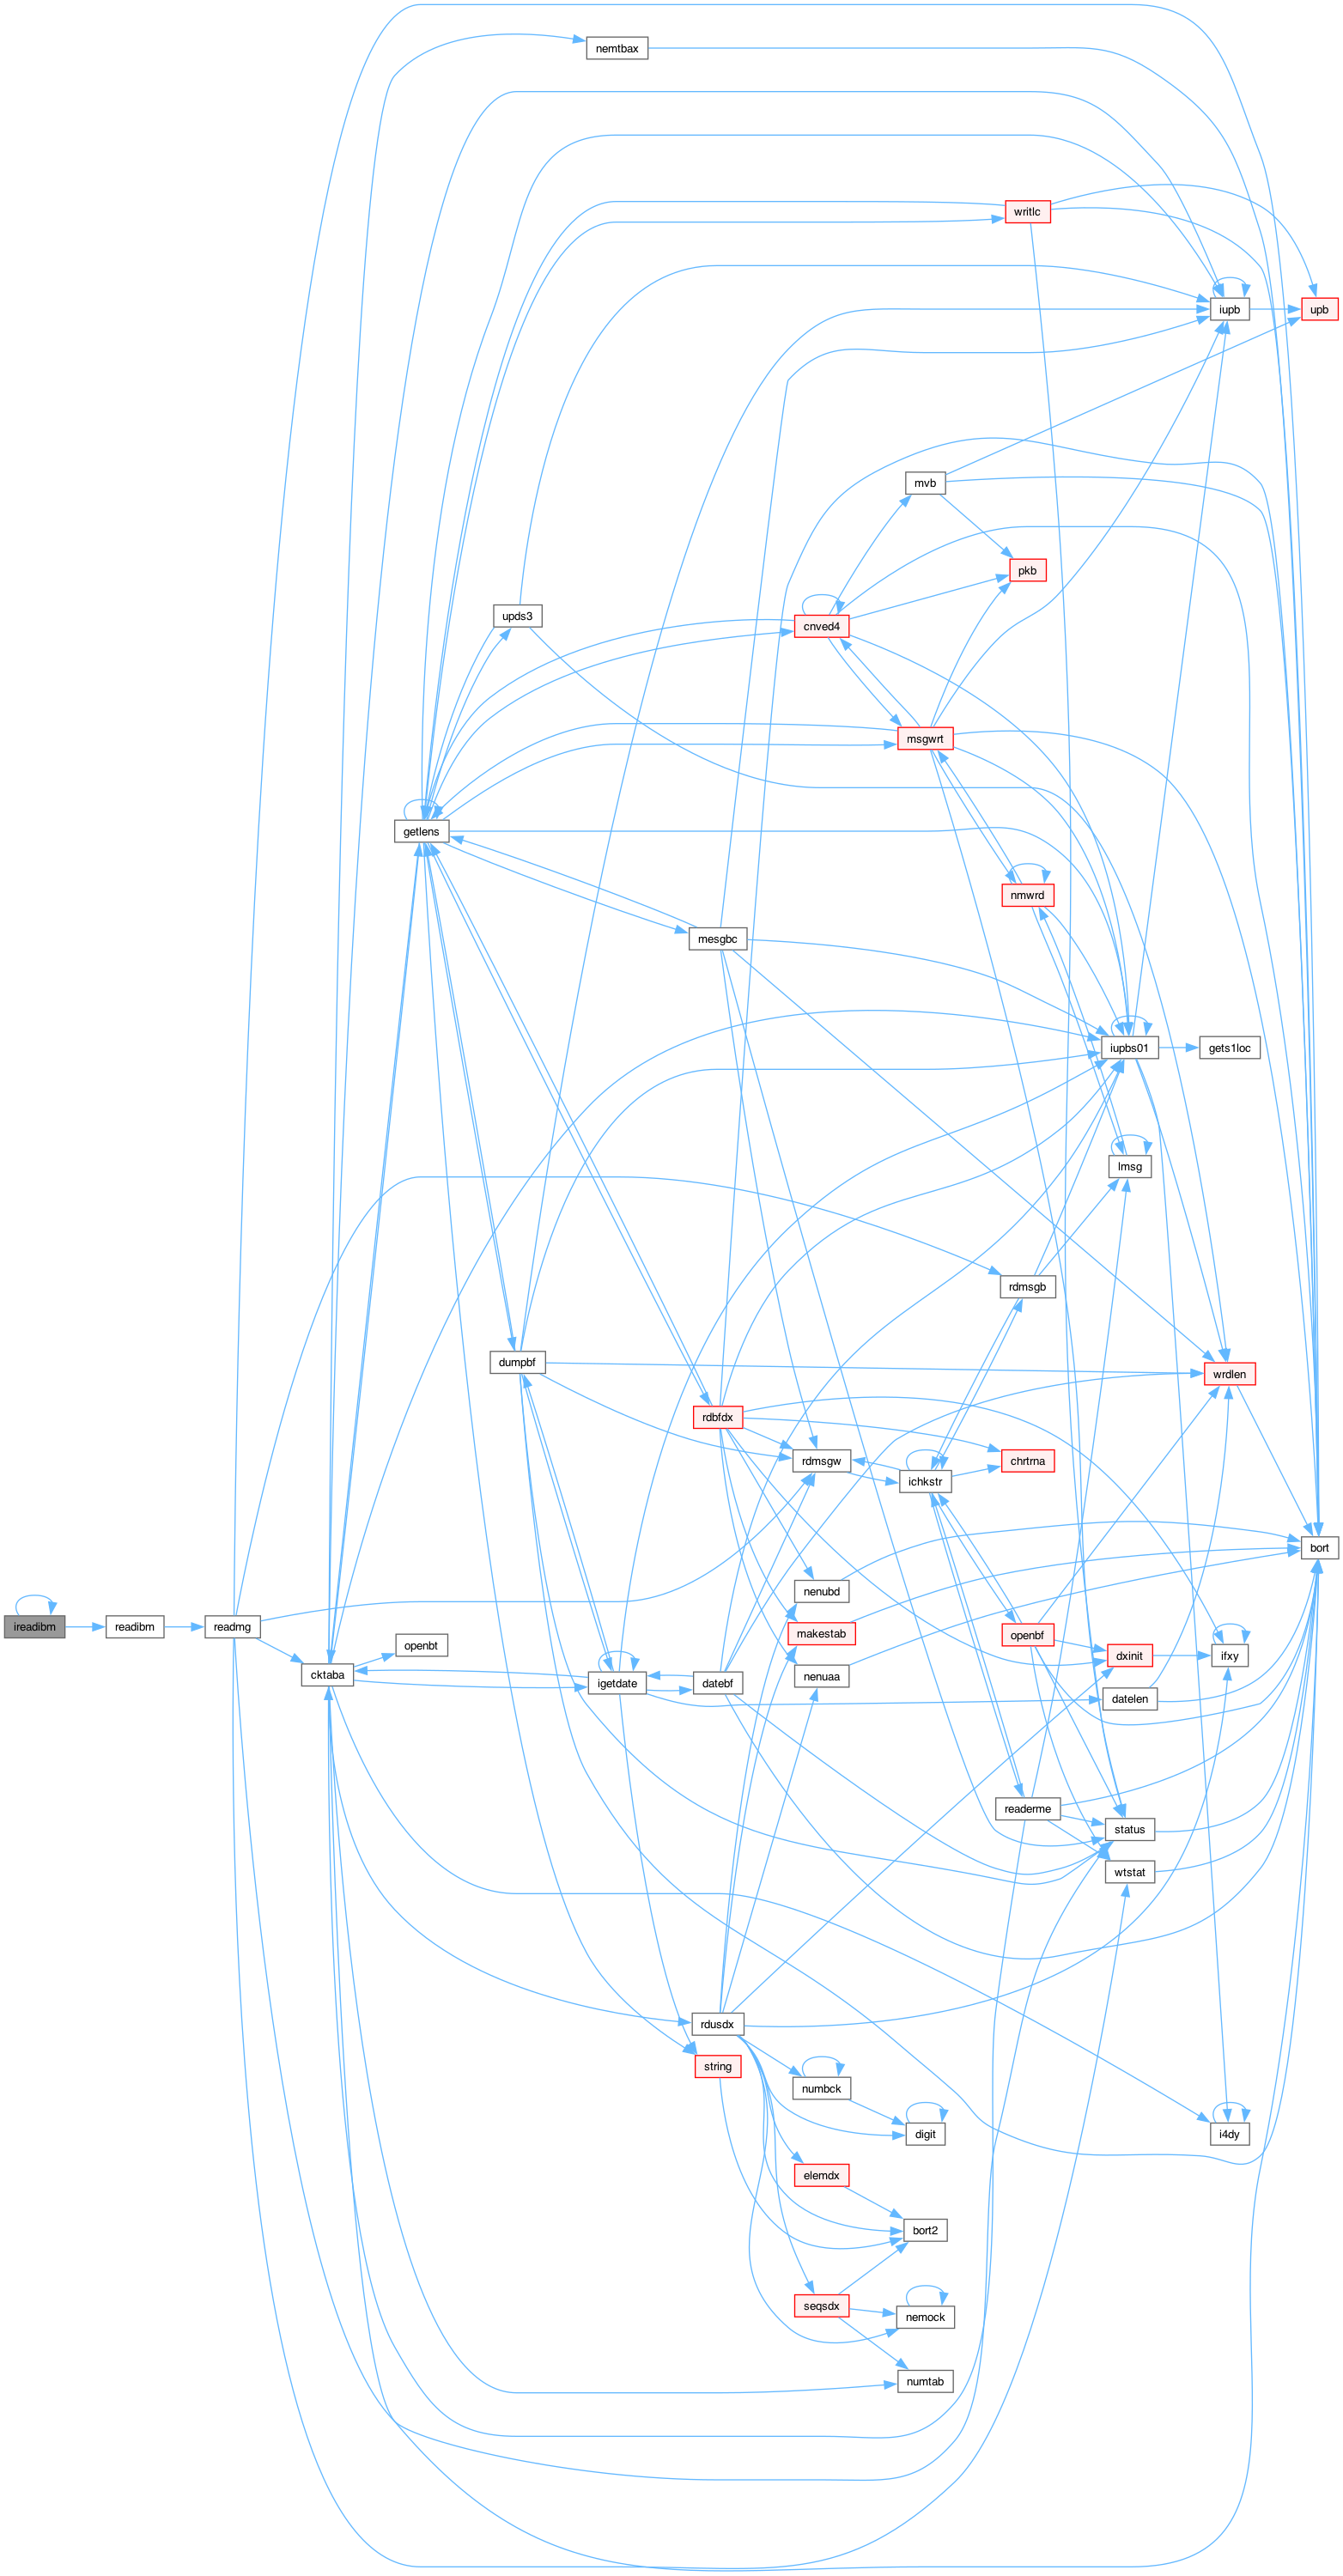 nemtbax
writlc
iupb
upb
mvb
pkb
upds3
cnved4
msgwrt
getlens
nmwrd
mesgbc
iupbs01
gets1loc
lmsg
rdmsgb
dumpbf
wrdlen
rdbfdx
rdmsgw
chrtrna
ichkstr
bort
nenubd
ireadibm
readibm
readmg
makestab
openbf
openbt
dxinit
ifxy
cktaba
igetdate
datebf
nenuaa
datelen
readerme
status
wtstat
rdusdx
string
numbck
digit
i4dy
elemdx
bort2
seqsdx
nemock
numtab